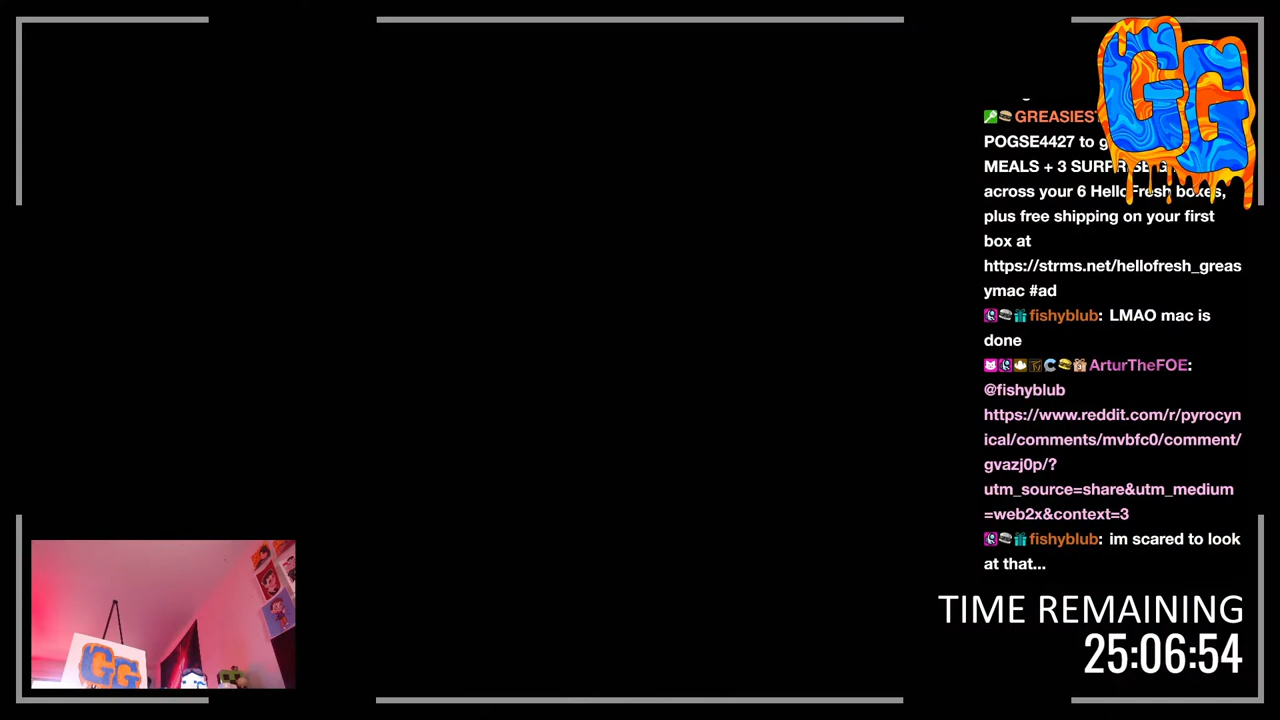 GG
GREASIEST
POGSE4427 to
MEALS + 3 SURPRISE
across your 6 HelloFresh boxes,
plus free shipping on your first
box at
https://strms.net/hellofresh_greas
ymac #ad
fishyblub: LMAO mac is
done
ArturTheFOE:
@fishyblub
https://www.reddit.com/r/pyrocyn
ical/comments/mvbfc0/comment/
gvazj0p/?
utm_source=share&utm_medium
=web2x&context=3
fishyblub: im scared to look
at that...
TIME REMAINING
25:06:54
GG